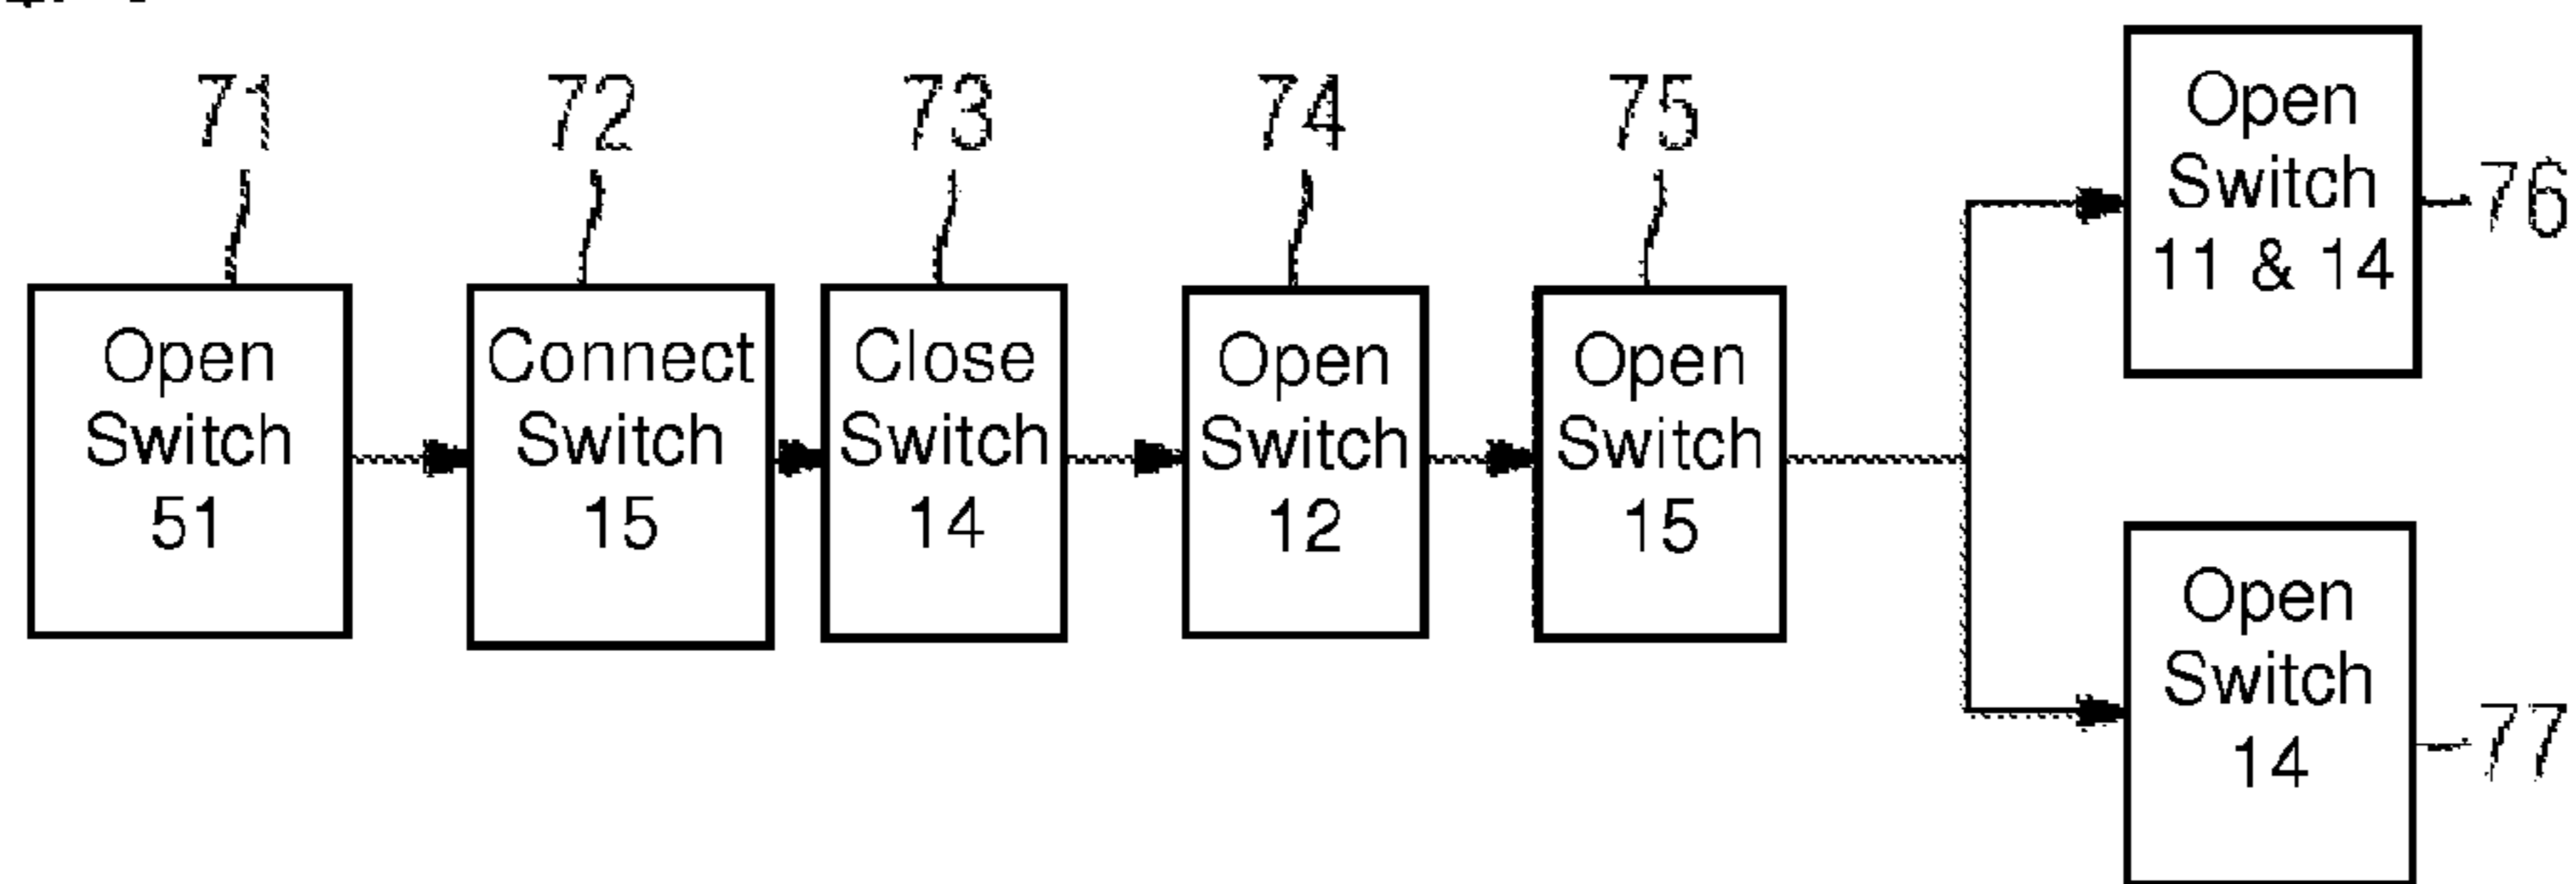 71
72
73
74
75
Open
Switch
51
Connect
Switch
15
Close
Switch
14
Open
Switch
12
Open
Switch
15
Open
Switch
11 & 14
76
Open
Switch
14
77